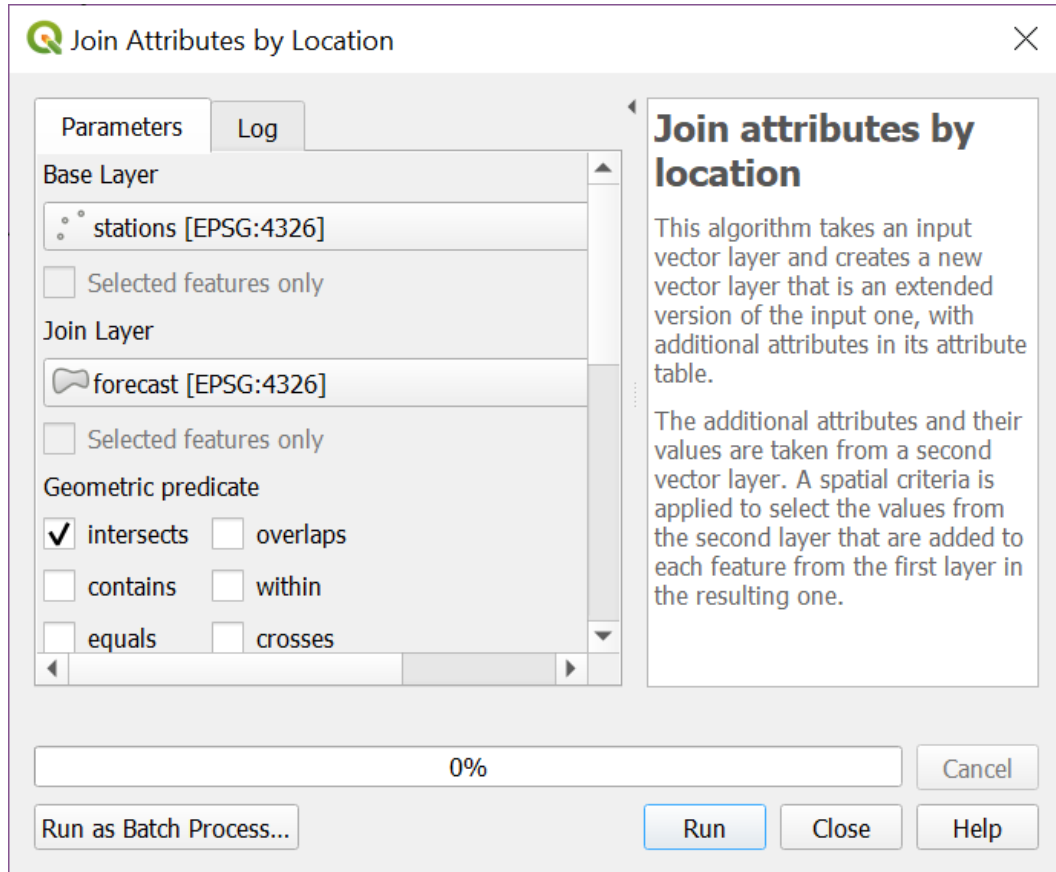 Join Attributes by Location
Parameters
Log
Base Layer
stations [EPSG:4326]
Selected features only
Join Layer
forecast [EPSG:4326]
Selected features only
Geometric predicate
intersects overlaps
contains within
equals crosses
Join attributes by
location
This algorithm takes an input
vector layer and creates a new
vector layer that is an extended
version of the input one, with
additional attributes in its attribute
table.
The additional attributes and their
values are taken from a second
vector layer. A spatial criteria is
applied to select the values from
the second layer that are added to
each feature from the first layer in
the resulting one.
0%
Cancel
Run as Batch Process...
Run
Close
Help